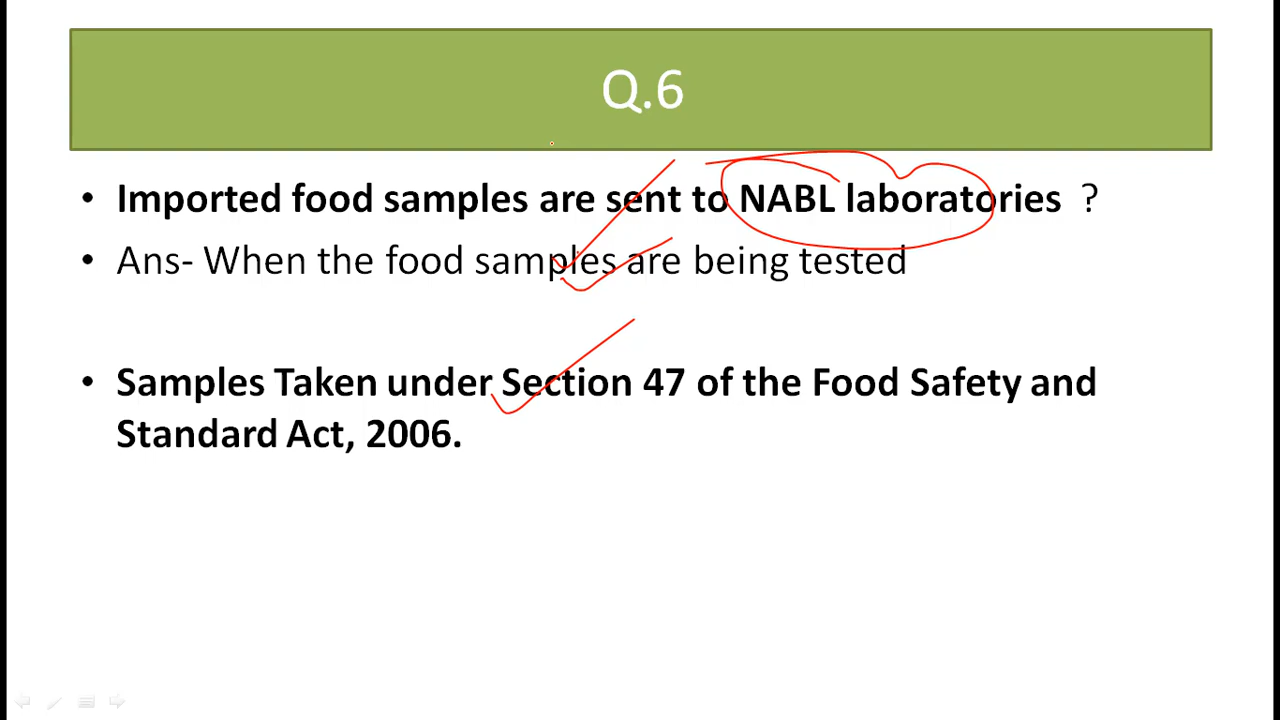 Q.6
• Imported food samples are sent to NABL laboratories ?
• Ans- When the food samples are being tested
• Samples Taken under Section 47 of the Food Safety and
Standard Act, 2006.